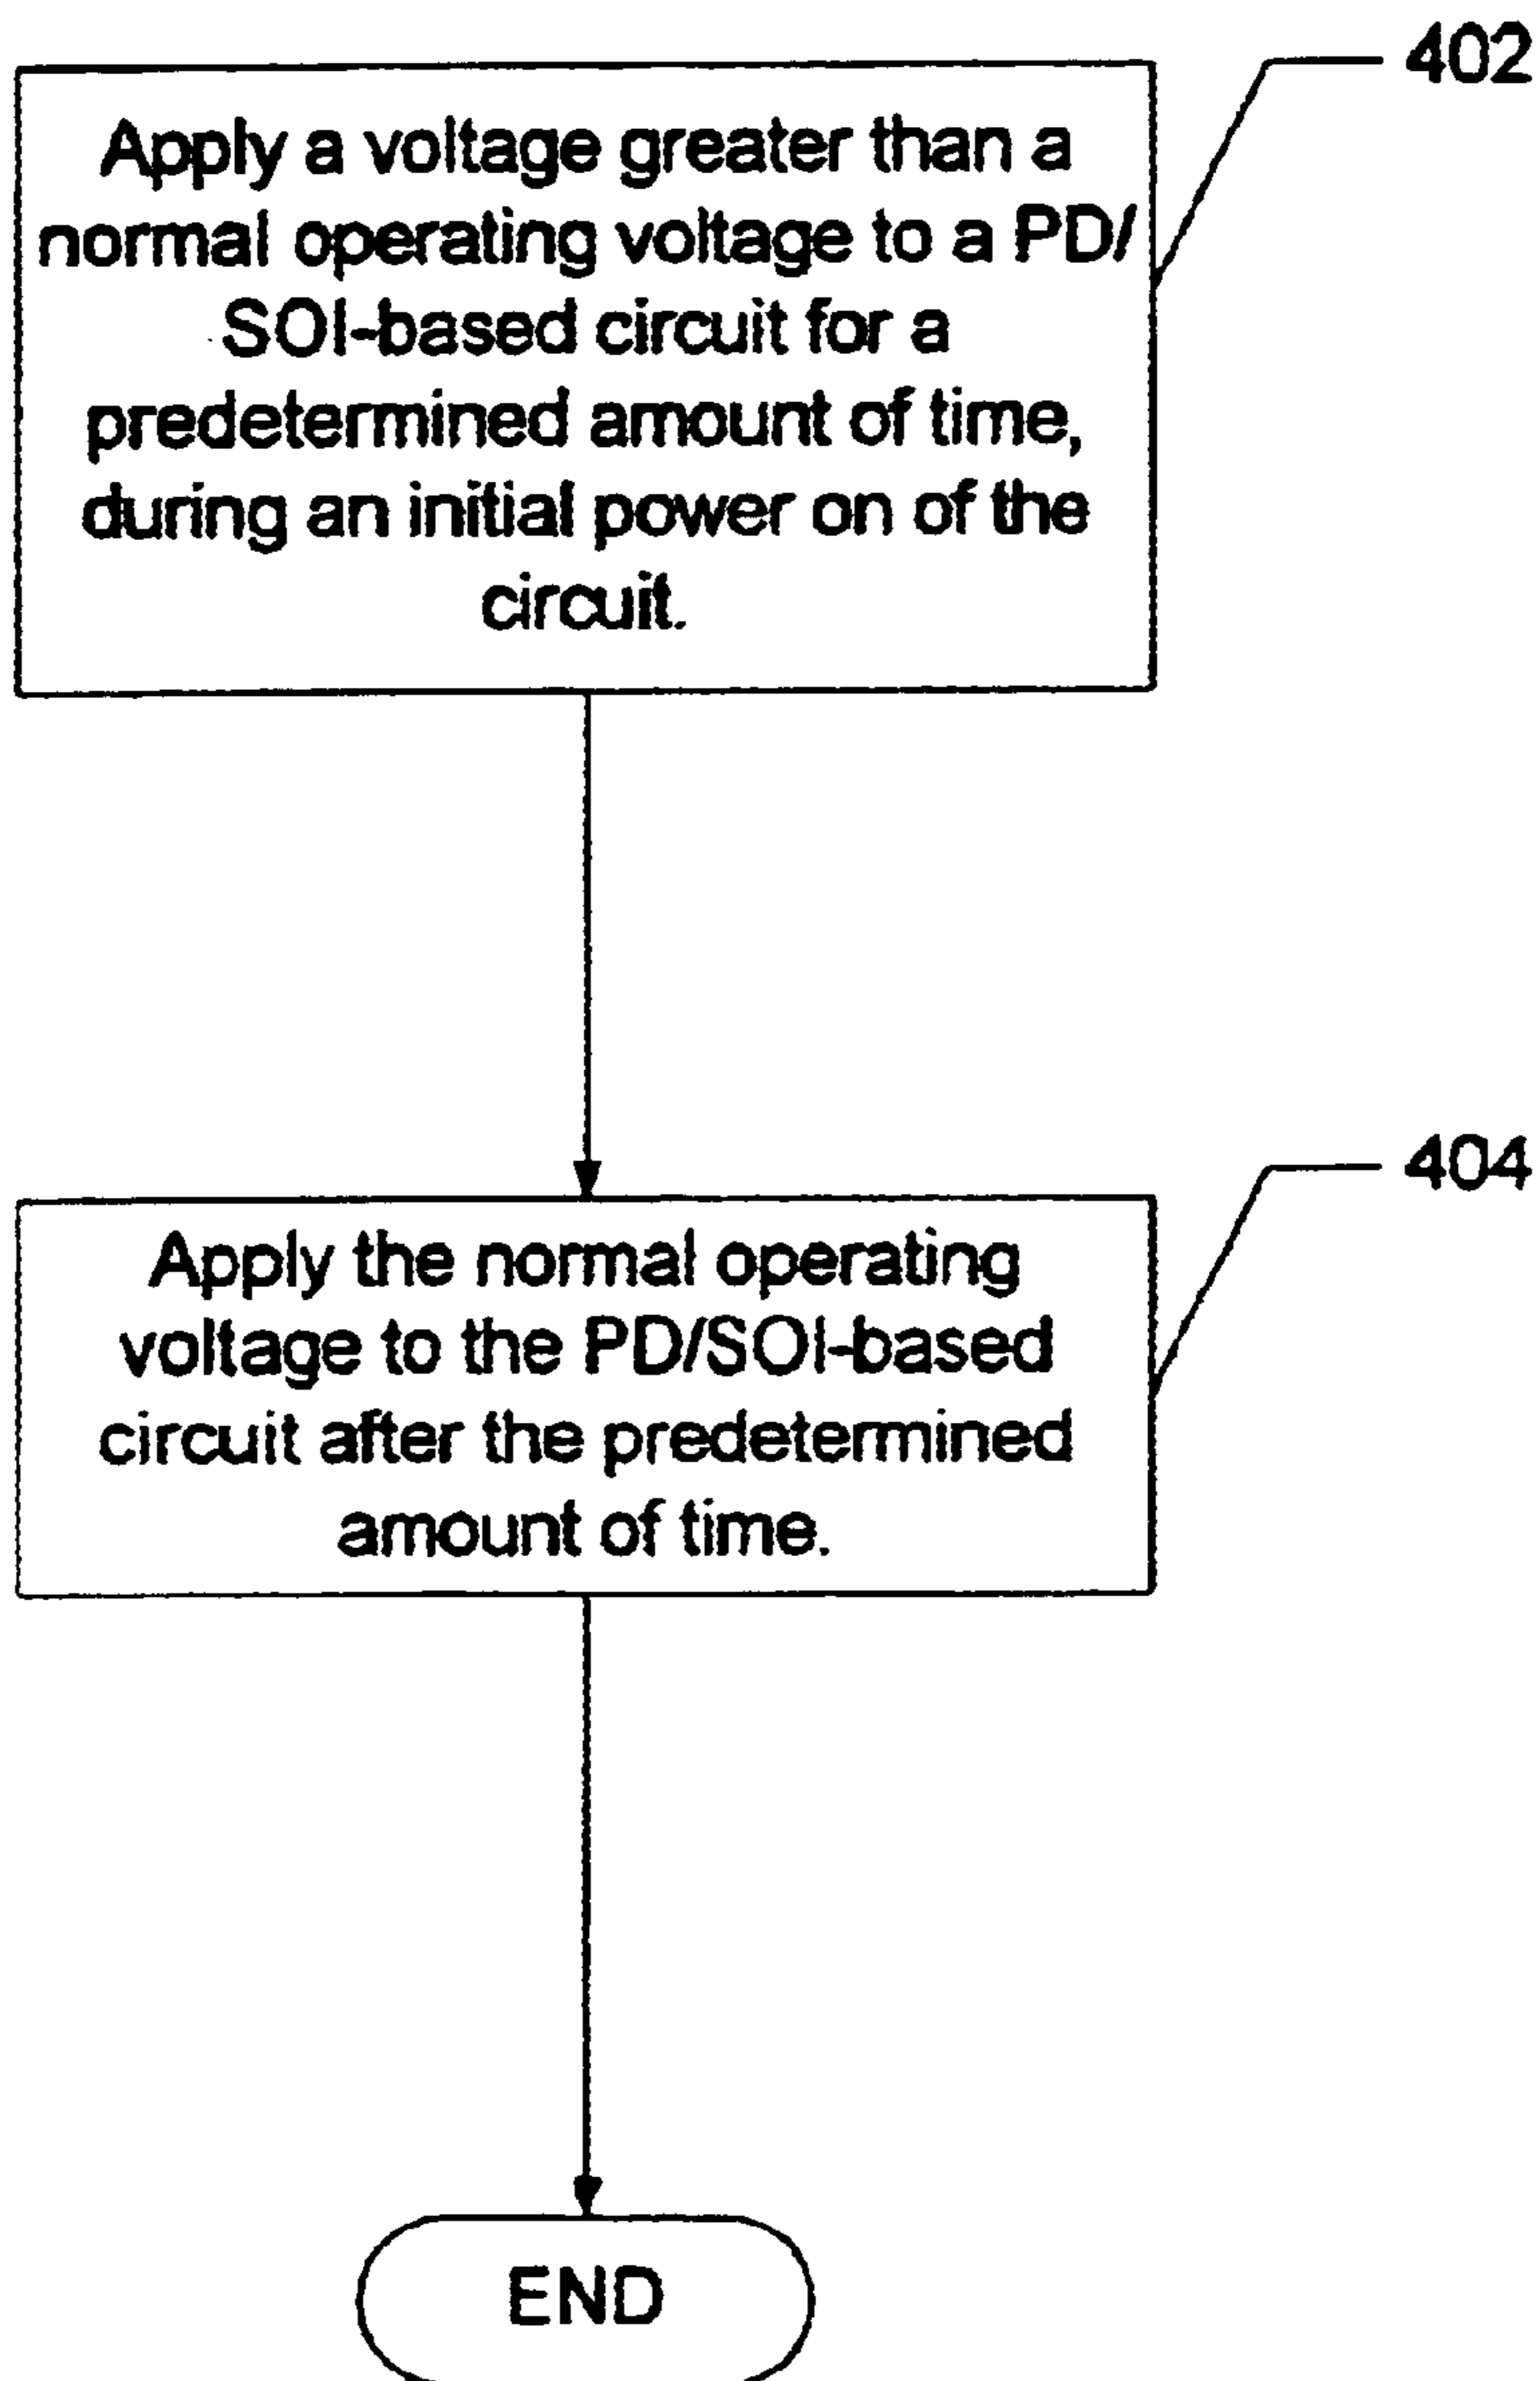 402
Apply a voltage greater than a
normal operating voltage to a PD/
SOI-based circuit for a
predetermined amount of time,
during an initial power on of the
circuit.
404
Apply the normal operating
voltage to the PD/SOI-based
circuit after the predetermined
amount of time.
END